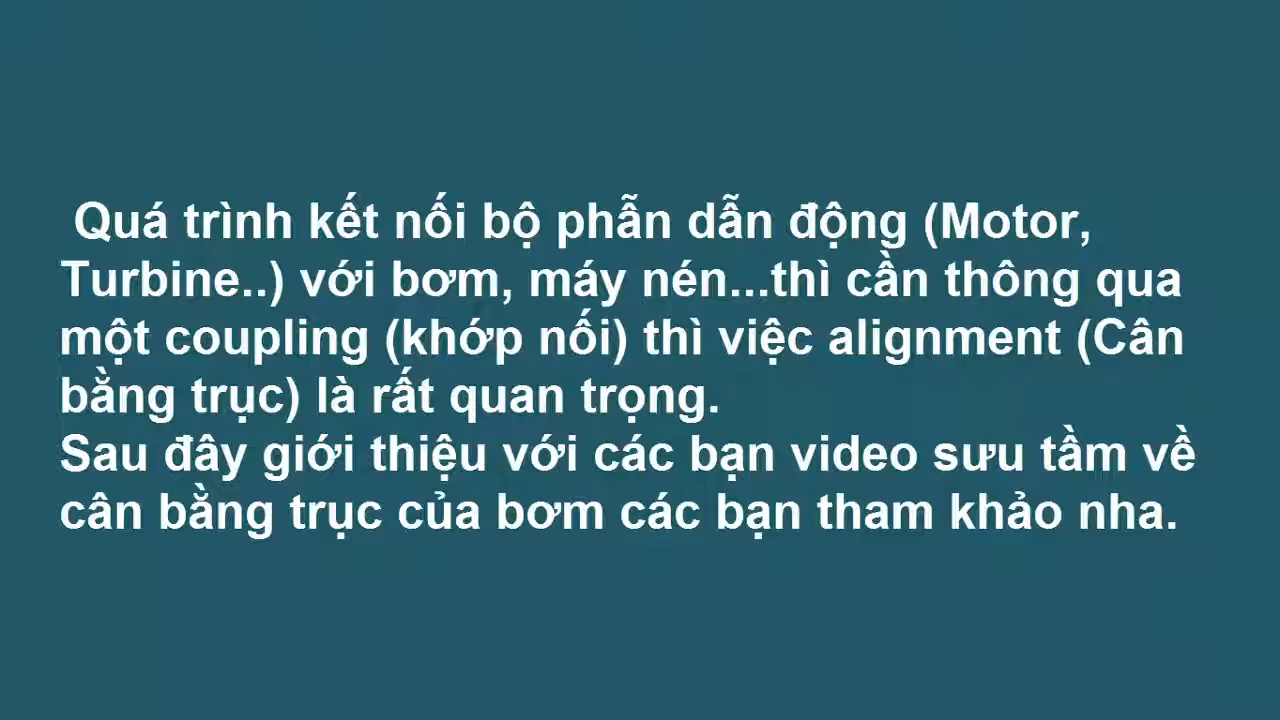 Quá trình kết nối bộ phẫn dẫn động (Motor,
Turbine..) với bơm, máy nén...thì cần thông qua
một coupling (khớp nối) thì việc alignment (Cân
bằng trục) là rất quan trọng.
Sau đây giới thiệu với các bạn video sưu tầm về
cân bằng trục của bơm các bạn tham khảo nha.